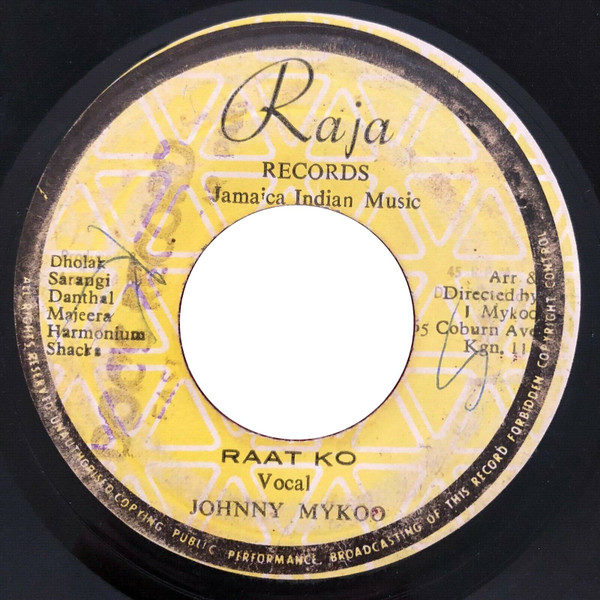 Raja
RECORDS
Jamaica Indian Music
Dholak
Sarangi
Danthal
Majeera
Harmonium
Shacks
45
Arr &
Directed by
J Mykoo
Coburn Ave
Kgn. 11
RAAT KO
Vocal
JOHNNY MYKOO
ALL RIGHTS RESERVED UNAUTHORISED COPYING PUBLIC PERFORMANCE, BROADCASTING OF THIS RECORD FORBIDDEN COPYRIGHT CONTROL